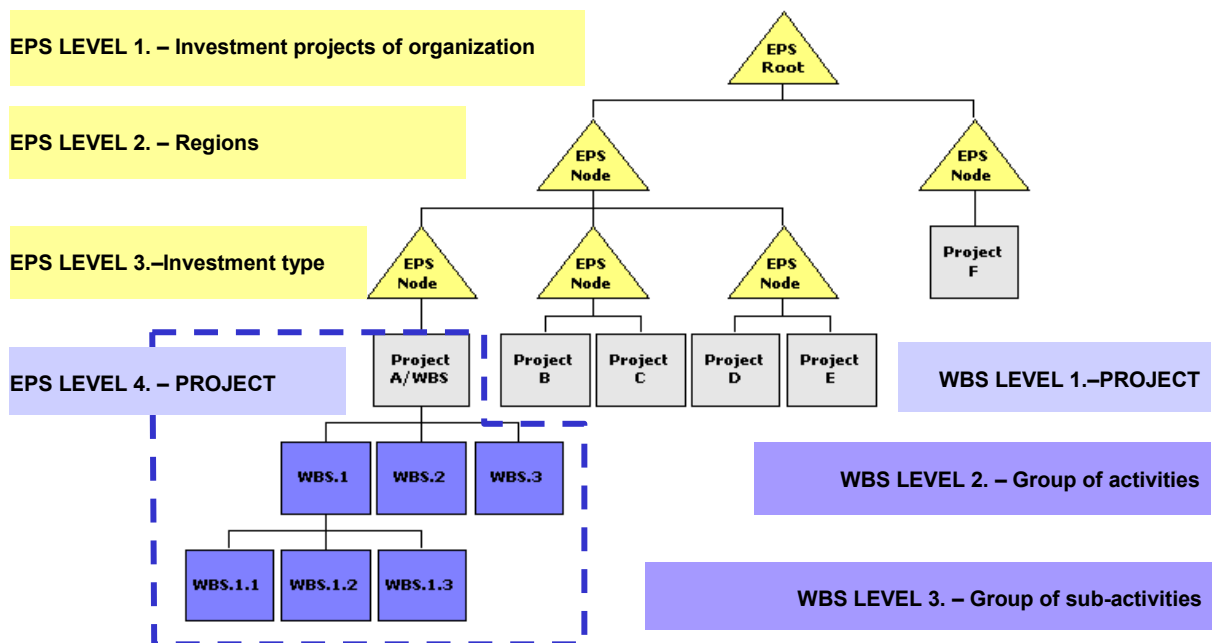 EPS LEVEL 1. – Investment projects of organization
EPS
Root
EPS LEVEL 2. – Regions
EPS
Node
EPS
Node
EPS LEVEL 3.–Investment type
EPS
Node
EPS
Node
EPS
Node
Project
F
EPS LEVEL 4. – PROJECT
Project
A/WBS
Project
B
Project
C
Project
D
Project
E
WBS LEVEL 1.–PROJECT
WBS.1
WBS.2
WBS.3
WBS LEVEL 2. – Group of activities
WBS.1.1
WBS.1.2
WBS.1.3
WBS LEVEL 3. – Group of sub-activities